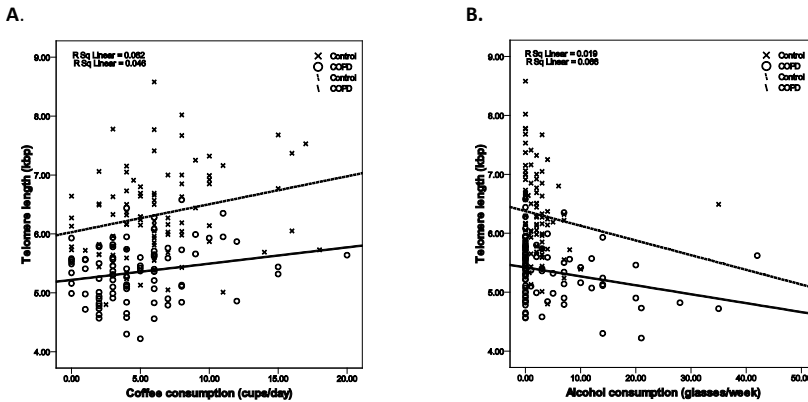 A.
R Sq Linear = 0.062
R Sq Linear = 0.046
Control
COPD
Control
COPD
9.00
8.00
7.00
6.00
5.00
4.00
Telomere length (kbp)
0.00 5.00 10.00 15.00 20.00
Coffee consumption (cups/day)
B.
R Sq Linear = 0.019
R Sq Linear = 0.066
Control
COPD
Control
COPD
9.00
8.00
7.00
6.00
5.00
4.00
Telomere length (kbp)
0.00 10.00 20.00 30.00 40.00 50.00
Alcohol consumption (glasses/week)